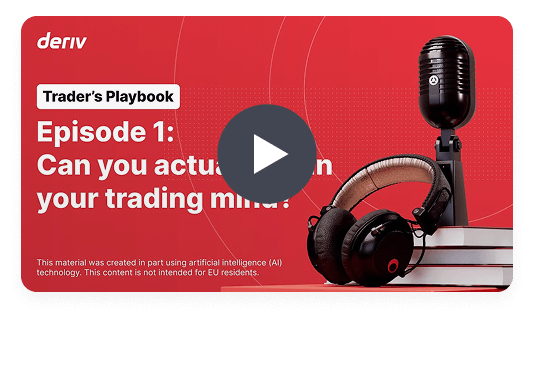 deriv
Trader's Playbook
Episode 1:
Can you
your trading
This material was created in part using artificial intelligence (AI)
technology. This content is not intended for EU residents.